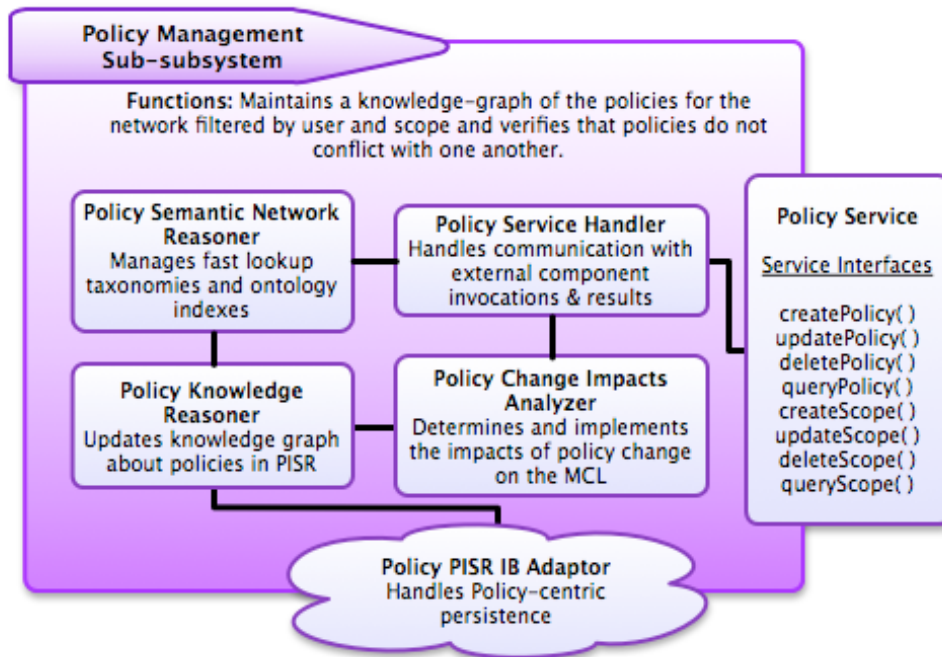 Policy Management
Sub-subsystem
Functions: Maintains a knowledge-graph of the policies for the
network filtered by user and scope and verifies that policies do not
conflict with one another.
Policy Semantic Network
Reasoner
Manages fast lookup
taxonomies and ontology
indexes
Policy Service Handler
Handles communication with
external component
invocations & results
Policy Knowledge
Reasoner
Updates knowledge graph
about policies in PISR
Policy Change Impacts
Analyzer
Determines and implements
the impacts of policy change
on the MCL
Policy PISR IB Adaptor
Handles Policy-centric
persistence
Policy Service
Service Interfaces
createPolicy( )
updatePolicy( )
deletePolicy( )
queryPolicy( )
createScope( )
updateScope( )
deleteScope( )
queryScope( )